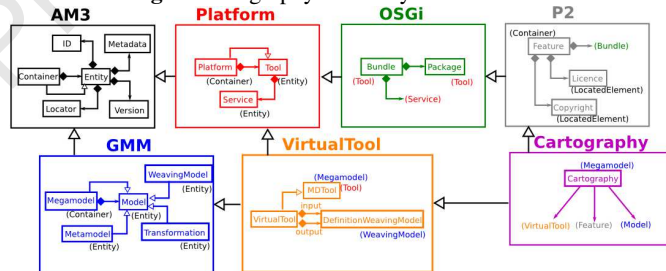 AM3
Platform
OSGi
P2
ID
Metadata
Container
Entity
Locator
Version
Platform
Tool
(Container)
(Entity)
Service
(Entity)
Bundle
Package
(Tool)
(Tool)
(Service)
(Container)
Feature
(Bundle)
Licence
(LocatedElement)
Copyright
(LocatedElement)
GMM
VirtualTool
Cartography
WeavingModel
(Entity)
Megamodel
Model
(Container)
(Entity)
Metamodel
(Entity)
Transformation
(Entity)
(Megamodel)
MDTool
(Tool)
input
VirtualTool
DefinitionWeavingModel
output
(WeavingModel)
(Megamodel)
Cartography
(VirtualTool)
(Feature)
(Model)